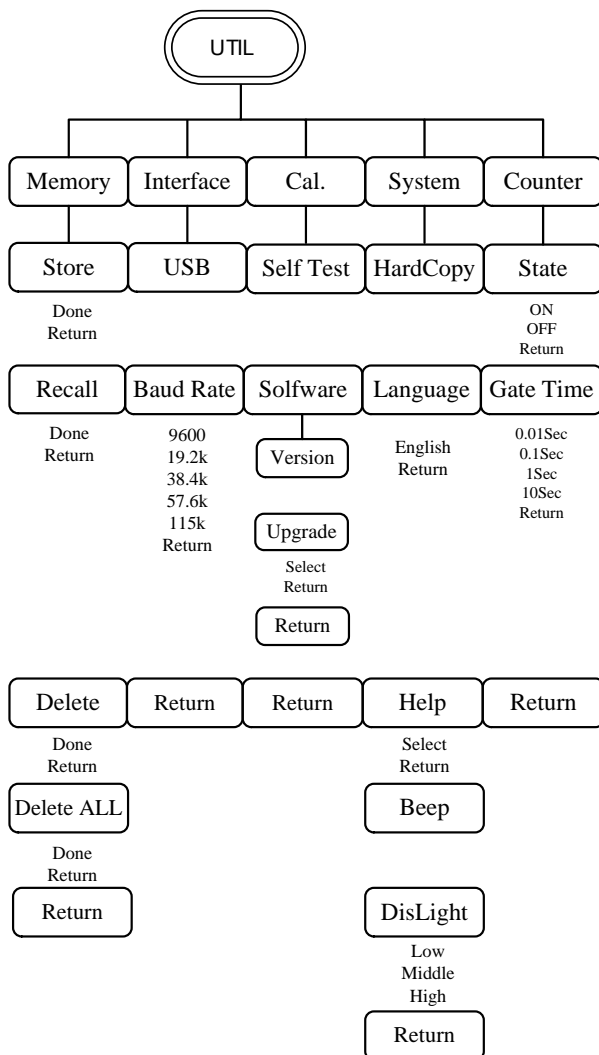 UTIL
Memory
Interface
Cal.
System
Counter
Store
USB
Self Test
HardCopy
State
Done
Return
ON
OFF
Return
Recall
Baud Rate
Solfware
Language
Gate Time
Done
Return
9600
19.2k
38.4k
57.6k
115k
Return
Version
Upgrade
Select
Return
Return
English
Return
0.01Sec
0.1Sec
1Sec
10Sec
Return
Delete
Return
Return
Help
Return
Done
Return
Select
Return
Delete ALL
Beep
Done
Return
Return
DisLight
Low
Middle
High
Return